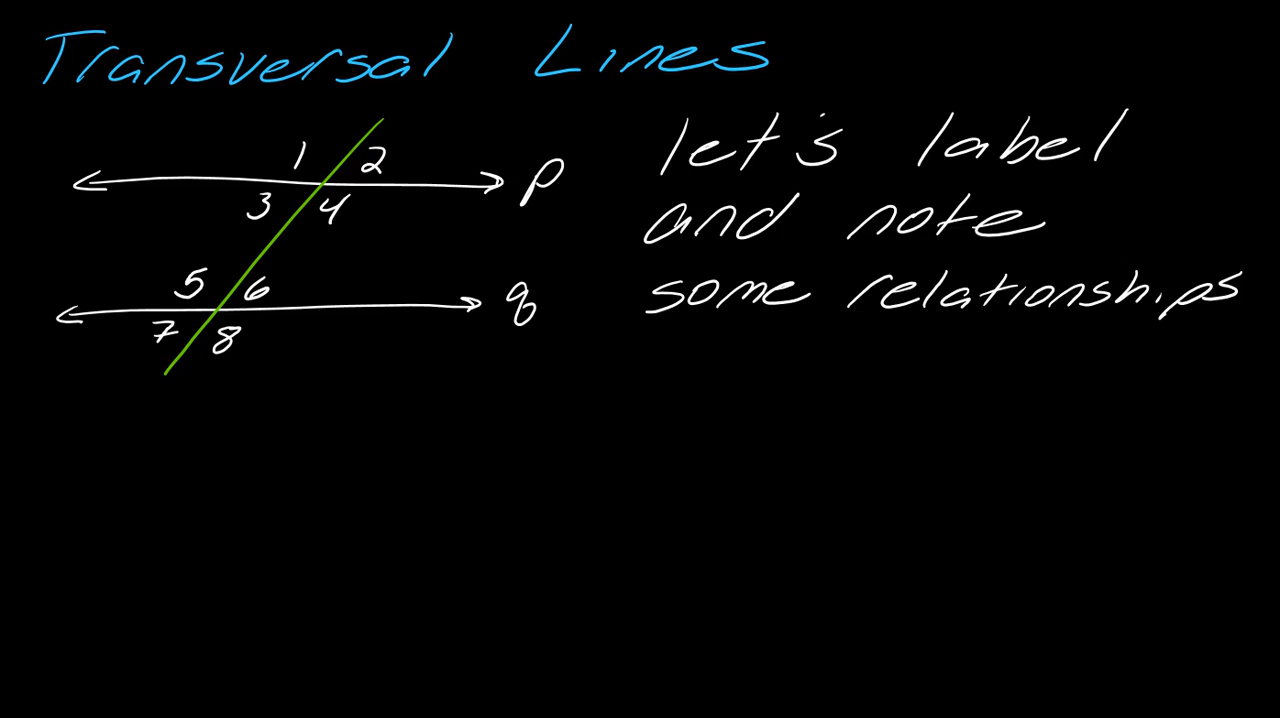 Transversal Lines
1 2
p
3 4
5 6
q
7 8
let's label
and note
some relationships